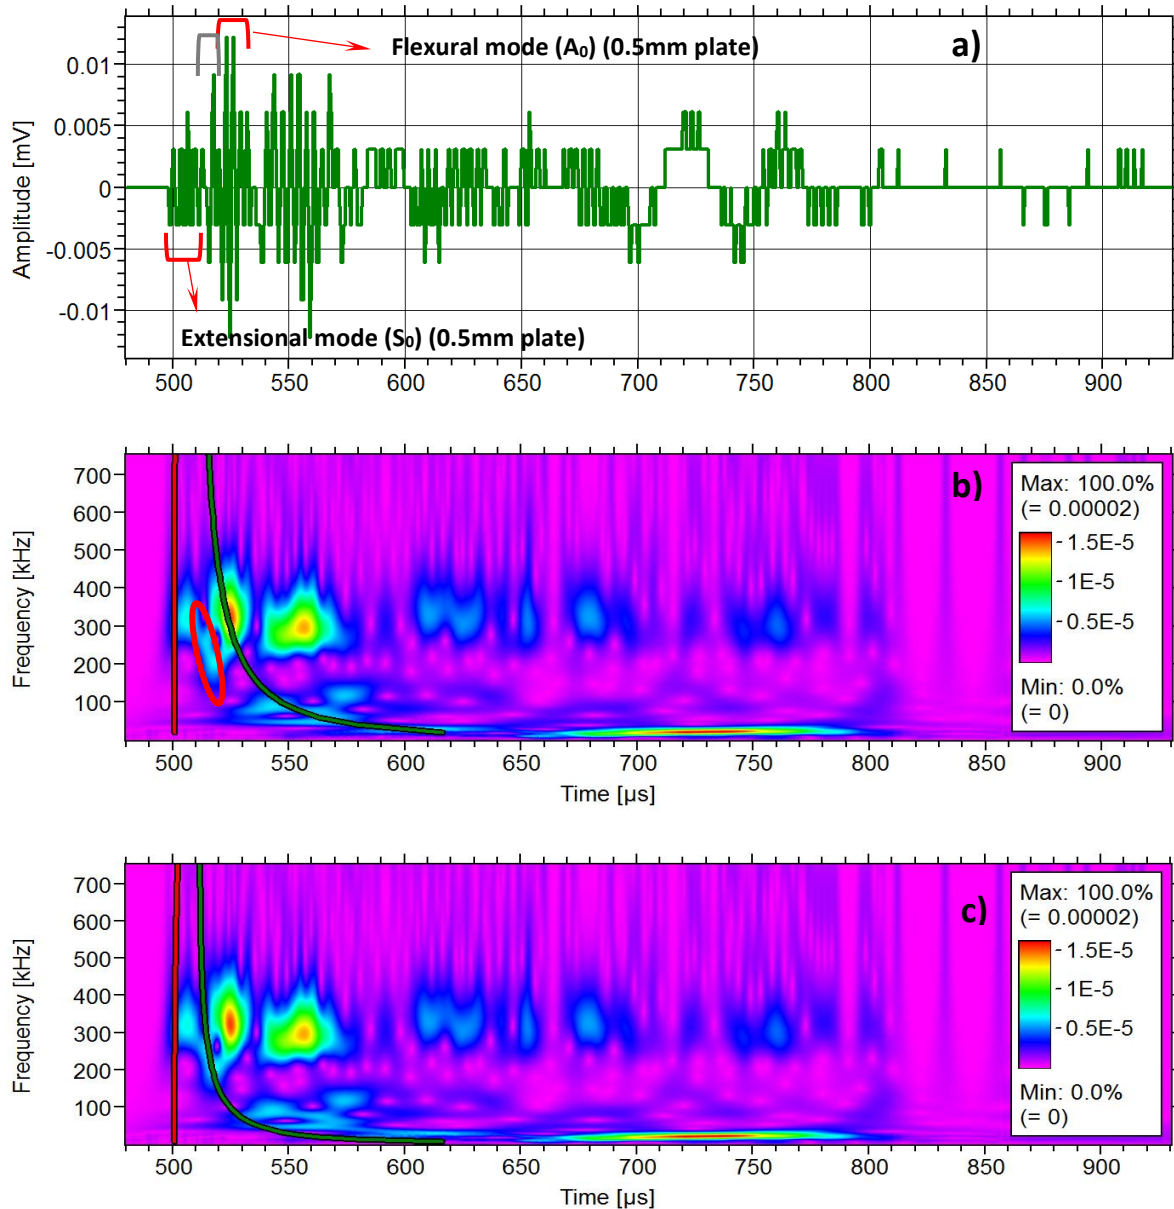 a)
Flexural mode (A₀) (0.5mm plate)
Amplitude [mV]
0.01
0.005
0
-0.005
-0.01
Extensional mode (S₀) (0.5mm plate)
500 550 600 650 700 750 800 850 900
b)
Frequency [kHz]
700
600
500
400
300
200
100
Max: 100.0%
(= 0.00002)
1.5E-5
1E-5
0.5E-5
Min: 0.0%
(= 0)
500 550 600 650 700 750 800 850 900
Time [µs]
c)
Frequency [kHz]
700
600
500
400
300
200
100
Max: 100.0%
(= 0.00002)
1.5E-5
1E-5
0.5E-5
Min: 0.0%
(= 0)
500 550 600 650 700 750 800 850 900
Time [µs]